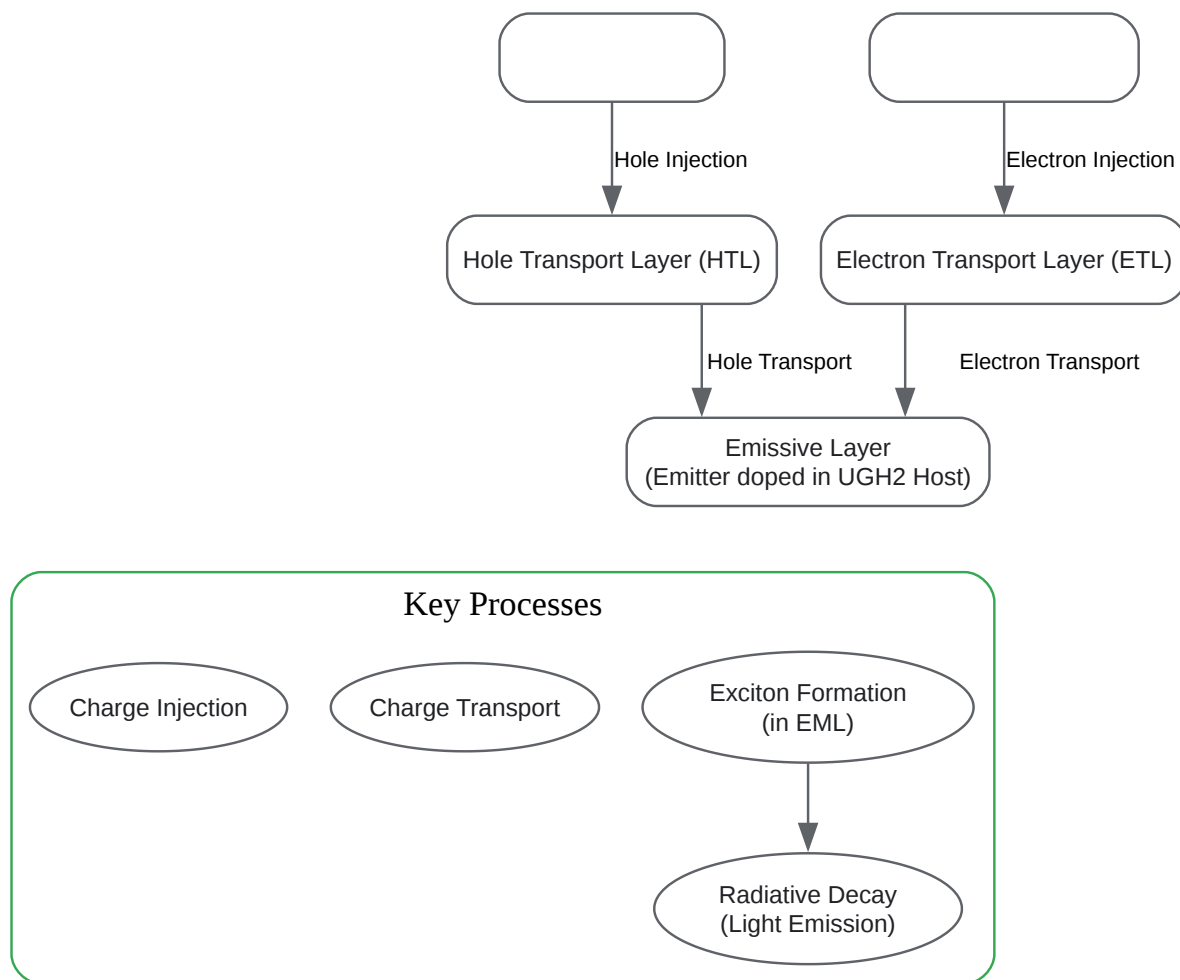 Hole Injection
Electron Injection
Hole Transport Layer (HTL)
Electron Transport Layer (ETL)
Hole Transport
Electron Transport
Emissive Layer
(Emitter doped in UGH2 Host)
Key Processes
Charge Injection
Charge Transport
Exciton Formation
(in EML)
Radiative Decay
(Light Emission)